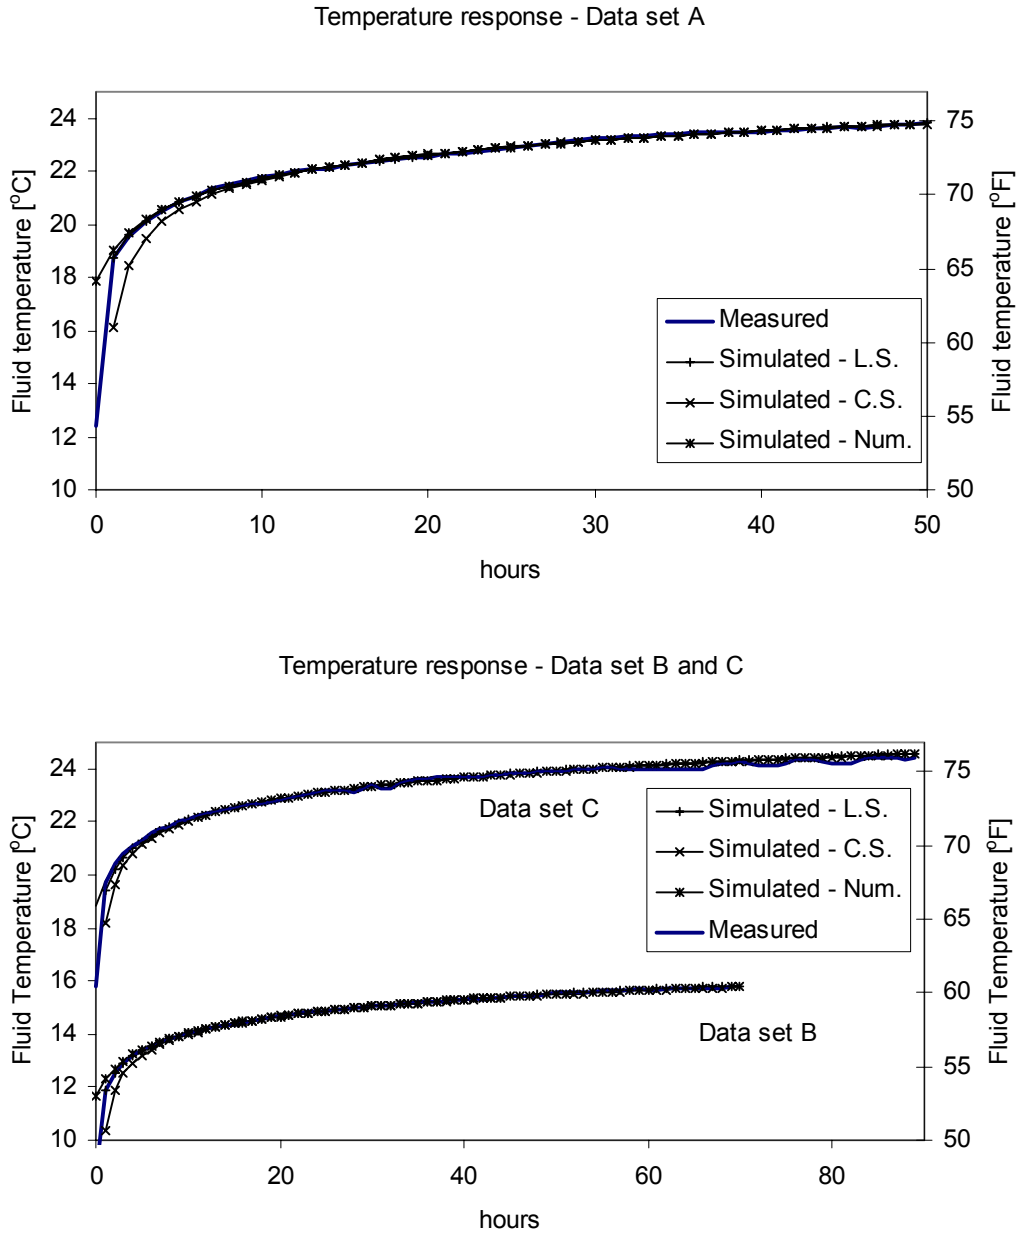 Temperature response - Data set A
24
22
20
18
16
14
12
10
Fluid temperature [ºC]
75
70
65
60
55
50
Fluid temperature [ºF]
Measured
Simulated - L.S.
Simulated - C.S.
Simulated - Num.
0 10 20 30 40 50
hours
Temperature response - Data set B and C
24
22
20
18
16
14
12
10
Fluid Temperature [ºC]
75
70
65
60
55
50
Fluid Temperature [ºF]
Data set C
Simulated - L.S.
Simulated - C.S.
Simulated - Num.
Measured
Data set B
0 20 40 60 80
hours